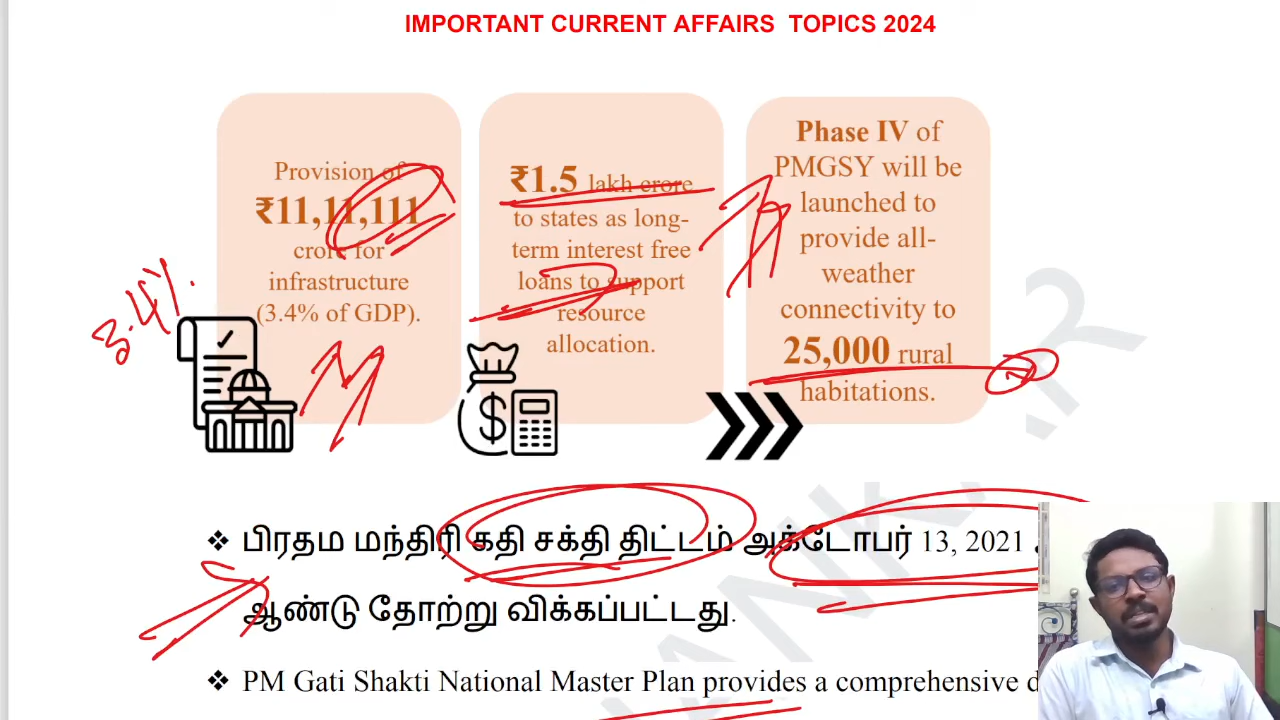 IMPORTANT CURRENT AFFAIRS TOPICS 2024
Provision of
₹11,11,111
crore for
infrastructure
(3.4% of GDP).
₹1.5 lakh crore
to states as long-
term interest free
loans to support
resource
allocation.
Phase IV of
PMGSY will be
launched to
provide all-
weather
connectivity to
25,000 rural
habitations.
3.4%.
❖ பிரதம மந்திரி கதி சக்தி திட்டம் அக்டோபர் 13, 2021
ஆண்டு தோற்று விக்கப்பட்டது.
❖ PM Gati Shakti National Master Plan provides a comprehensive